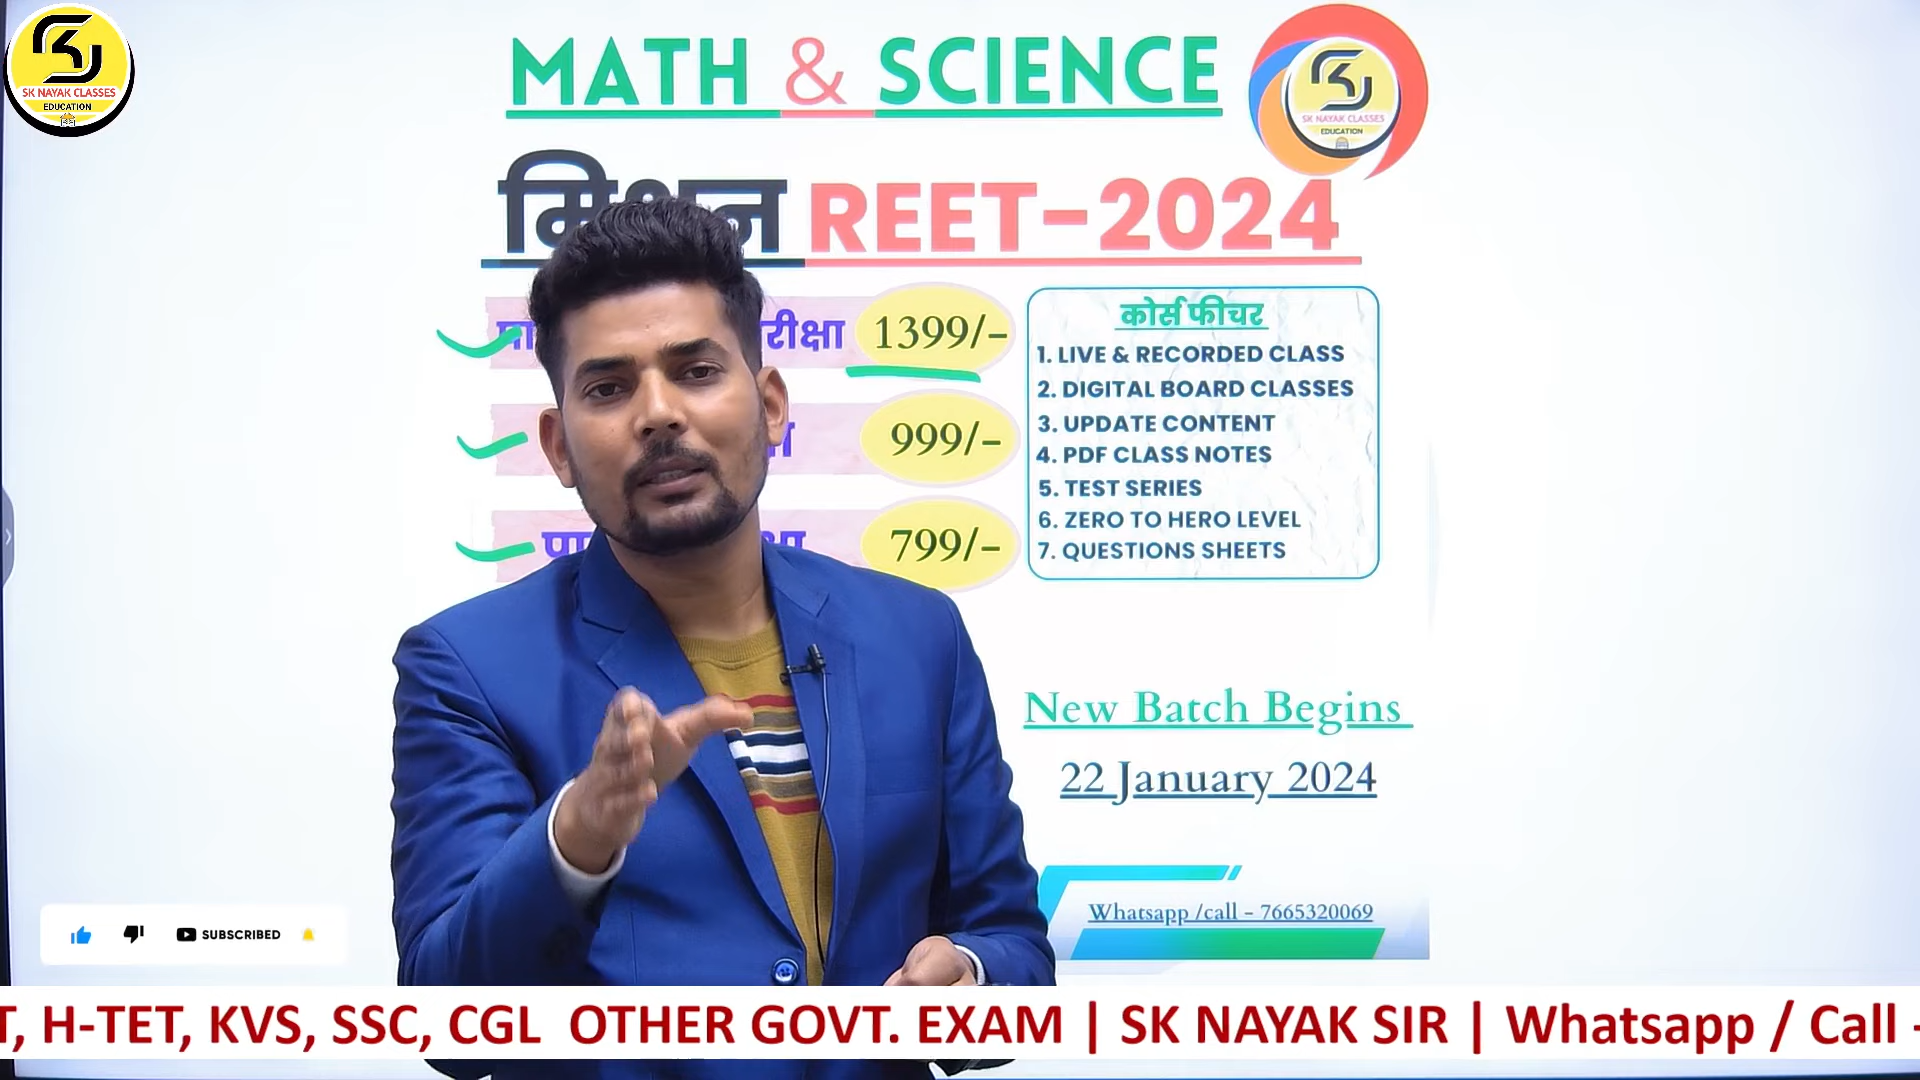 SK NAYAK CLASSES
EDUCATION
MATH & SCIENCE
SK NAYAK CLASSES
EDUCATION
REET-2024
1399/-
999/-
799/-
कोर्स फीचर
1. LIVE & RECORDED CLASS
2. DIGITAL BOARD CLASSES
3. UPDATE CONTENT
4. PDF CLASS NOTES
5. TEST SERIES
6. ZERO TO HERO LEVEL
7. QUESTIONS SHEETS
New Batch Begins
22 January 2024
Whatsapp /call - 7665320069
SUBSCRIBED
T, H-TET, KVS, SSC, CGL OTHER GOVT. EXAM | SK NAYAK SIR | Whatsapp / Call -